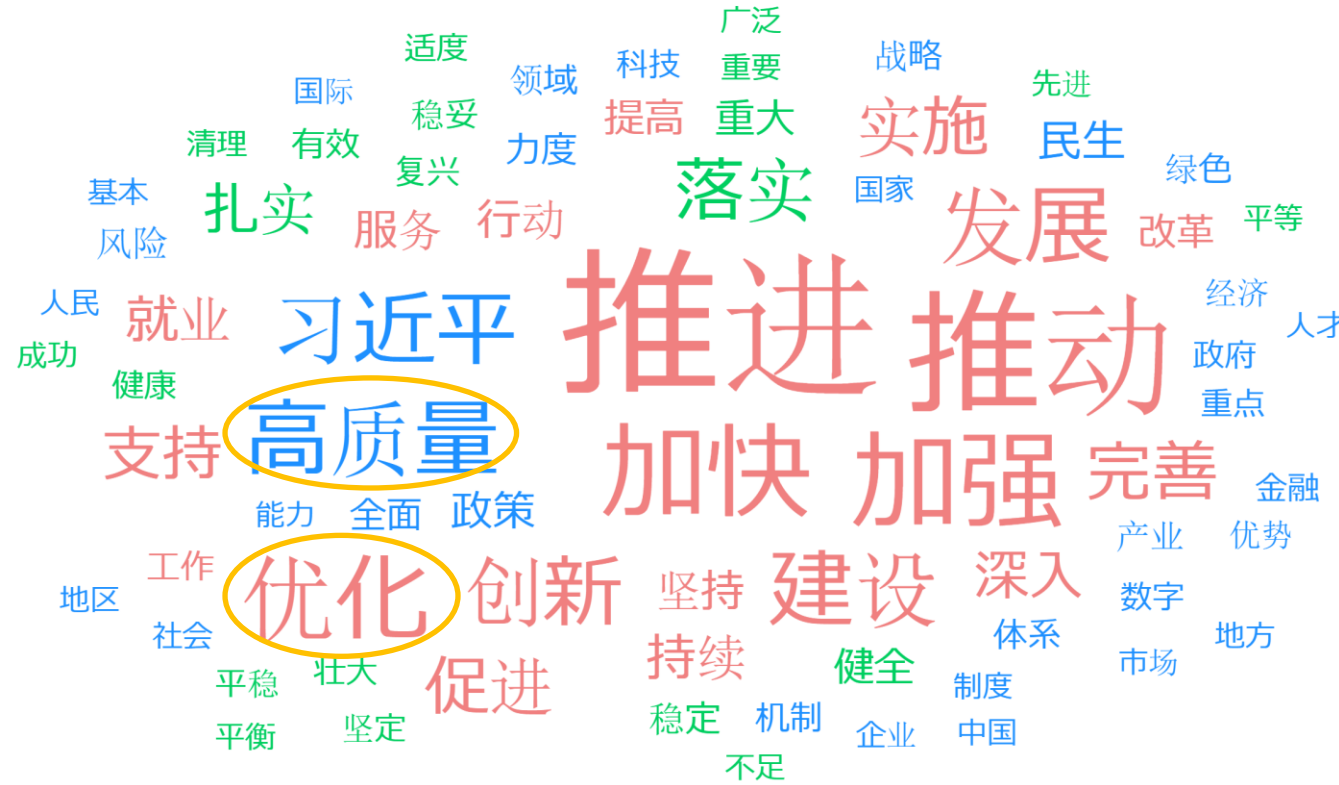 广泛
适度 领域 科技 重要 战略 先进
国际 稳妥 提高 重大 实施 民生
清理 有效 复兴 力度 落实 国家 绿色
基本 扎实 服务 行动 发展 改革 平等
风险
人民 就业 习近平 推进 推动 经济 人才
成功 健康 政府
支持 高质量 加快 加强 完善 重点
能力 全面 政策 金融
工作 优化 创新 坚持 建设 深入 产业 优势
地区 社会 数字
平稳 壮大 促进 持续 健全 体系 市场 地方
平衡 坚定 稳定 机制 企业 制度 中国
不足